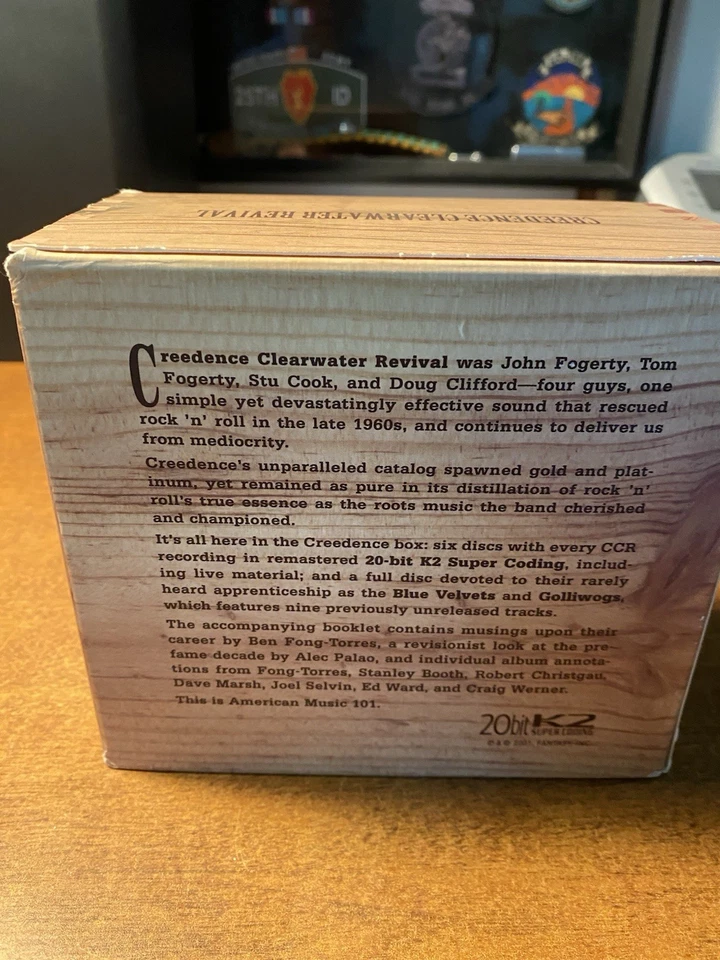 25TH ID
CREEDENCE CLEARWATER REVIVAL
Creedence Clearwater Revival was John Fogerty, Tom
Fogerty, Stu Cook, and Doug Clifford—four guys, one
simple yet devastatingly effective sound that rescued
rock ’n’ roll in the late 1960s, and continues to deliver us
from mediocrity.
Creedence’s unparalleled catalog spawned gold and plat-
inum, yet remained as pure in its distillation of rock ’n’
roll’s true essence as the roots music the band cherished
and championed.
It’s all here in the Creedence box: six discs with every CCR
recording in remastered 20-bit K2 Super Coding, includ-
ing live material; and a full disc devoted to their rarely
heard apprenticeship as the Blue Velvets and Golliwogs,
which features nine previously unreleased tracks.
The accompanying booklet contains musings upon their
career by Ben Fong-Torres, a revisionist look at the pre-
fame decade by Alec Palao, and individual album annota-
tions from Fong-Torres, Stanley Booth, Robert Christgau,
Dave Marsh, Joel Selvin, Ed Ward, and Craig Werner.
This is American Music 101.
20bit K2
SUPER CODING
℗ & © 2001, FANTASY, INC.